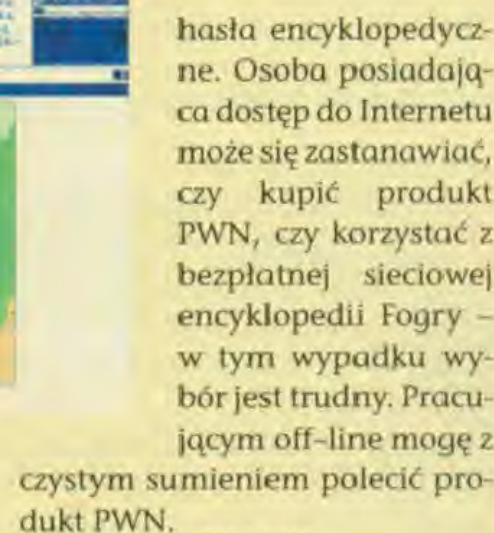 hasła encyklopedycz-
ne. Osoba posiadają-
ca dostęp do Internetu
może się zastanawiać,
czy kupić produkt
PWN, czy korzystać z
bezpłatnej sieciowej
encyklopedii Fogry –
w tym wypadku wy-
bór jest trudny. Pracu-
jącym off-line mogę z
czystym sumieniem polecić pro-
dukt PWN.